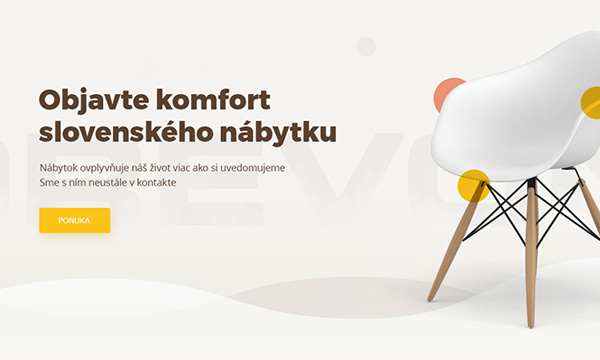 Objavte komfort
slovenského nábytku
Nábytok ovplyvňuje náš život viac ako si uvedomujeme
Sme s ním neustále v kontakte
PONUKA